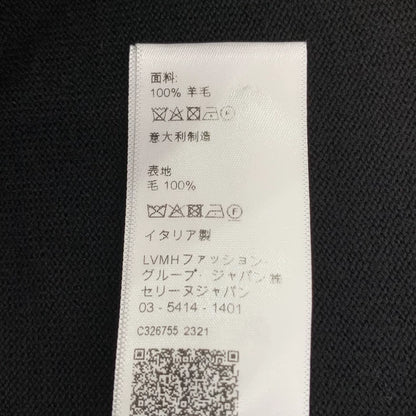 面料:
100% 羊毛
意大利制造
表地
毛 100%
イタリア製
LVMHファッション・
グループ・ジャパン㈱
セリーヌジャパン
03 - 5414 - 1401
C326755 2321